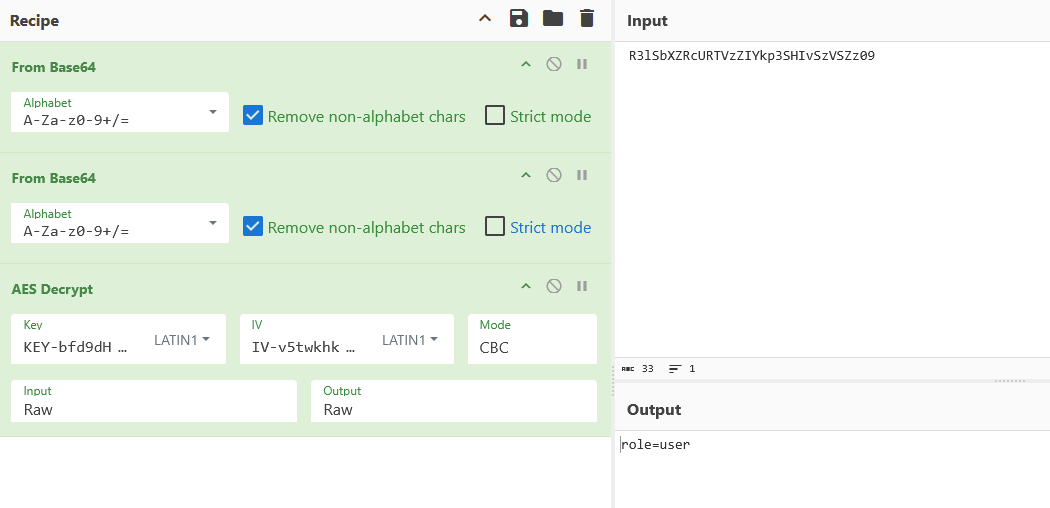 Recipe
From Base64
Alphabet
A-Za-z0-9+/=
Remove non-alphabet chars
Strict mode
From Base64
Alphabet
A-Za-z0-9+/=
Remove non-alphabet chars
Strict mode
AES Decrypt
Key
KEY-bfd9dH …
LATIN1
IV
IV-v5twkhk …
LATIN1
Mode
CBC
Input
Raw
Output
Raw
Input
R3lSbXZRcURTVzZIYkp3SHIvSzVSZz09
ABC 33 1
Output
role=user